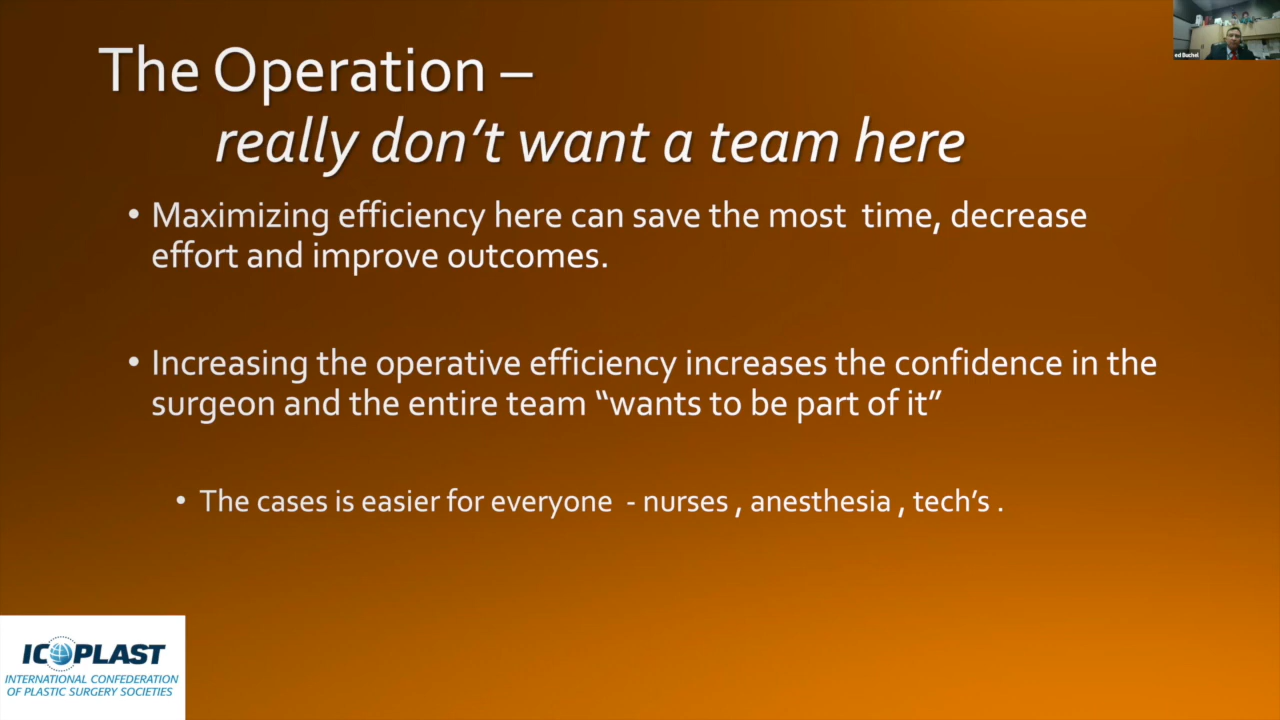 The Operation –
really don’t want a team here
• Maximizing efficiency here can save the most  time, decrease
effort and improve outcomes.
• Increasing the operative efficiency increases the confidence in the
surgeon and the entire team “wants to be part of it”
• The cases is easier for everyone  - nurses , anesthesia , tech’s .
ed Buchel
ICOPLAST
INTERNATIONAL CONFEDERATION
OF PLASTIC SURGERY SOCIETIES